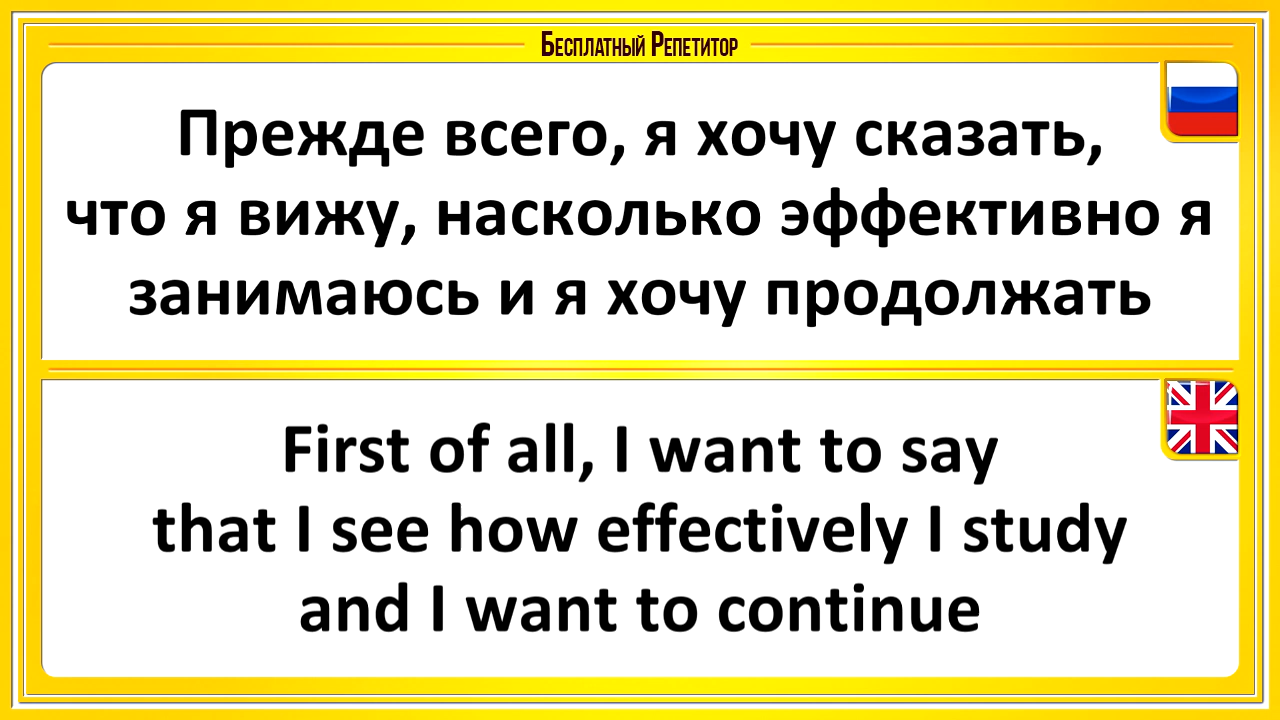 Бесплатный Репетитор
Прежде всего, я хочу сказать,
что я вижу, насколько эффективно я
занимаюсь и я хочу продолжать
First of all, I want to say
that I see how effectively I study
and I want to continue